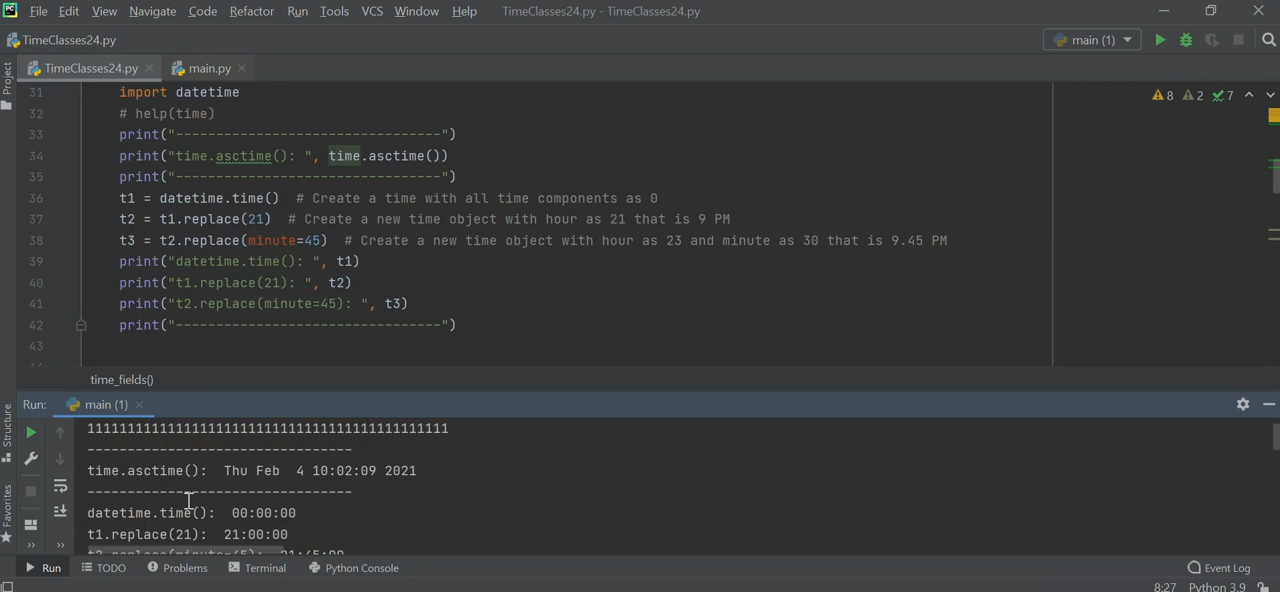 File Edit View Navigate Code Refactor Run Tools VCS Window Help TimeClasses24.py - TimeClasses24.py
TimeClasses24.py main (1)
Project TimeClasses24.py main.py
31 import datetime 8 2 7
32 # help(time)
33 print("---------------------------------")
34 print("time.asctime(): ", time.asctime())
35 print("---------------------------------")
36 t1 = datetime.time() # Create a time with all time components as 0
37 t2 = t1.replace(21) # Create a new time object with hour as 21 that is 9 PM
38 t3 = t2.replace(minute=45) # Create a new time object with hour as 23 and minute as 30 that is 9.45 PM
39 print("datetime.time(): ", t1)
40 print("t1.replace(21): ", t2)
41 print("t2.replace(minute=45): ", t3)
42 print("---------------------------------")
43
time_fields()
Run: main (1)
Structure
Favorites
111111111111111111111111111111111111111111111
---------------------------------
time.asctime():  Thu Feb  4 10:02:09 2021
---------------------------------
datetime.time():  00:00:00
t1.replace(21):  21:00:00
t2.replace(minute=45):  21:45:00
Run TODO Problems Terminal Python Console Event Log
8:27 Python 3.9